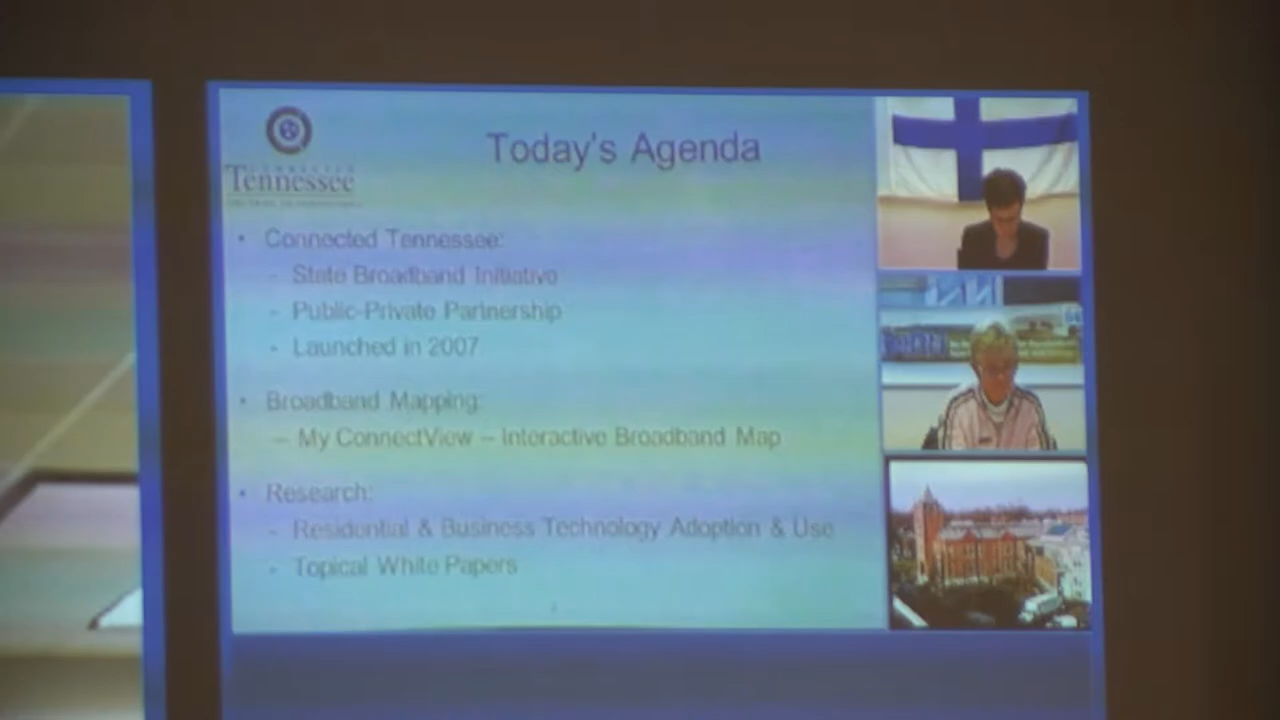 Today's Agenda
CONNECTED
Tennessee
• Connected Tennessee:
- State Broadband Initiative
- Public-Private Partnership
- Launched in 2007
• Broadband Mapping:
– My ConnectView – Interactive Broadband Map
• Research:
- Residential & Business Technology Adoption & Use
- Topical White Papers